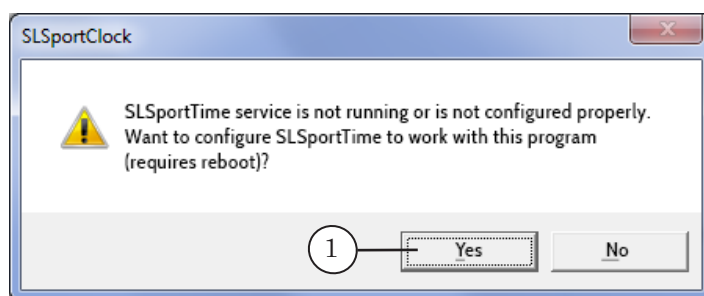 SLSportClock
SLSportTime service is not running or is not configured properly.
Want to configure SLSportTime to work with this program
(requires reboot)?
1
Yes
No